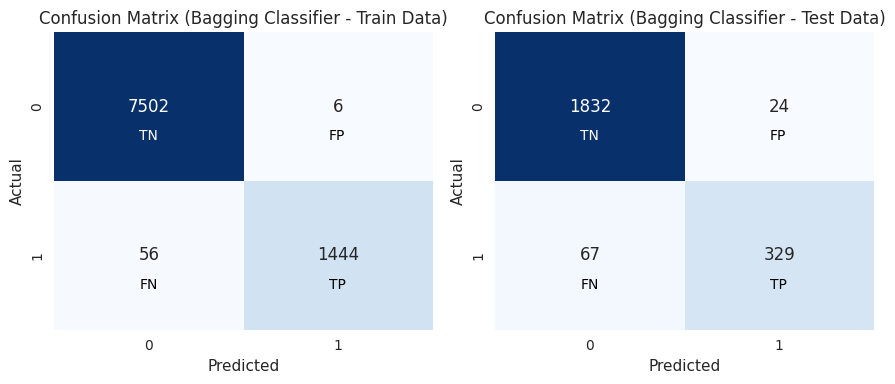 Confusion Matrix (Bagging Classifier - Train Data)
0
7502
6
TN
FP
Actual
1
56
1444
FN
TP
0
1
Predicted
Confusion Matrix (Bagging Classifier - Test Data)
0
1832
24
TN
FP
Actual
1
67
329
FN
TP
0
1
Predicted